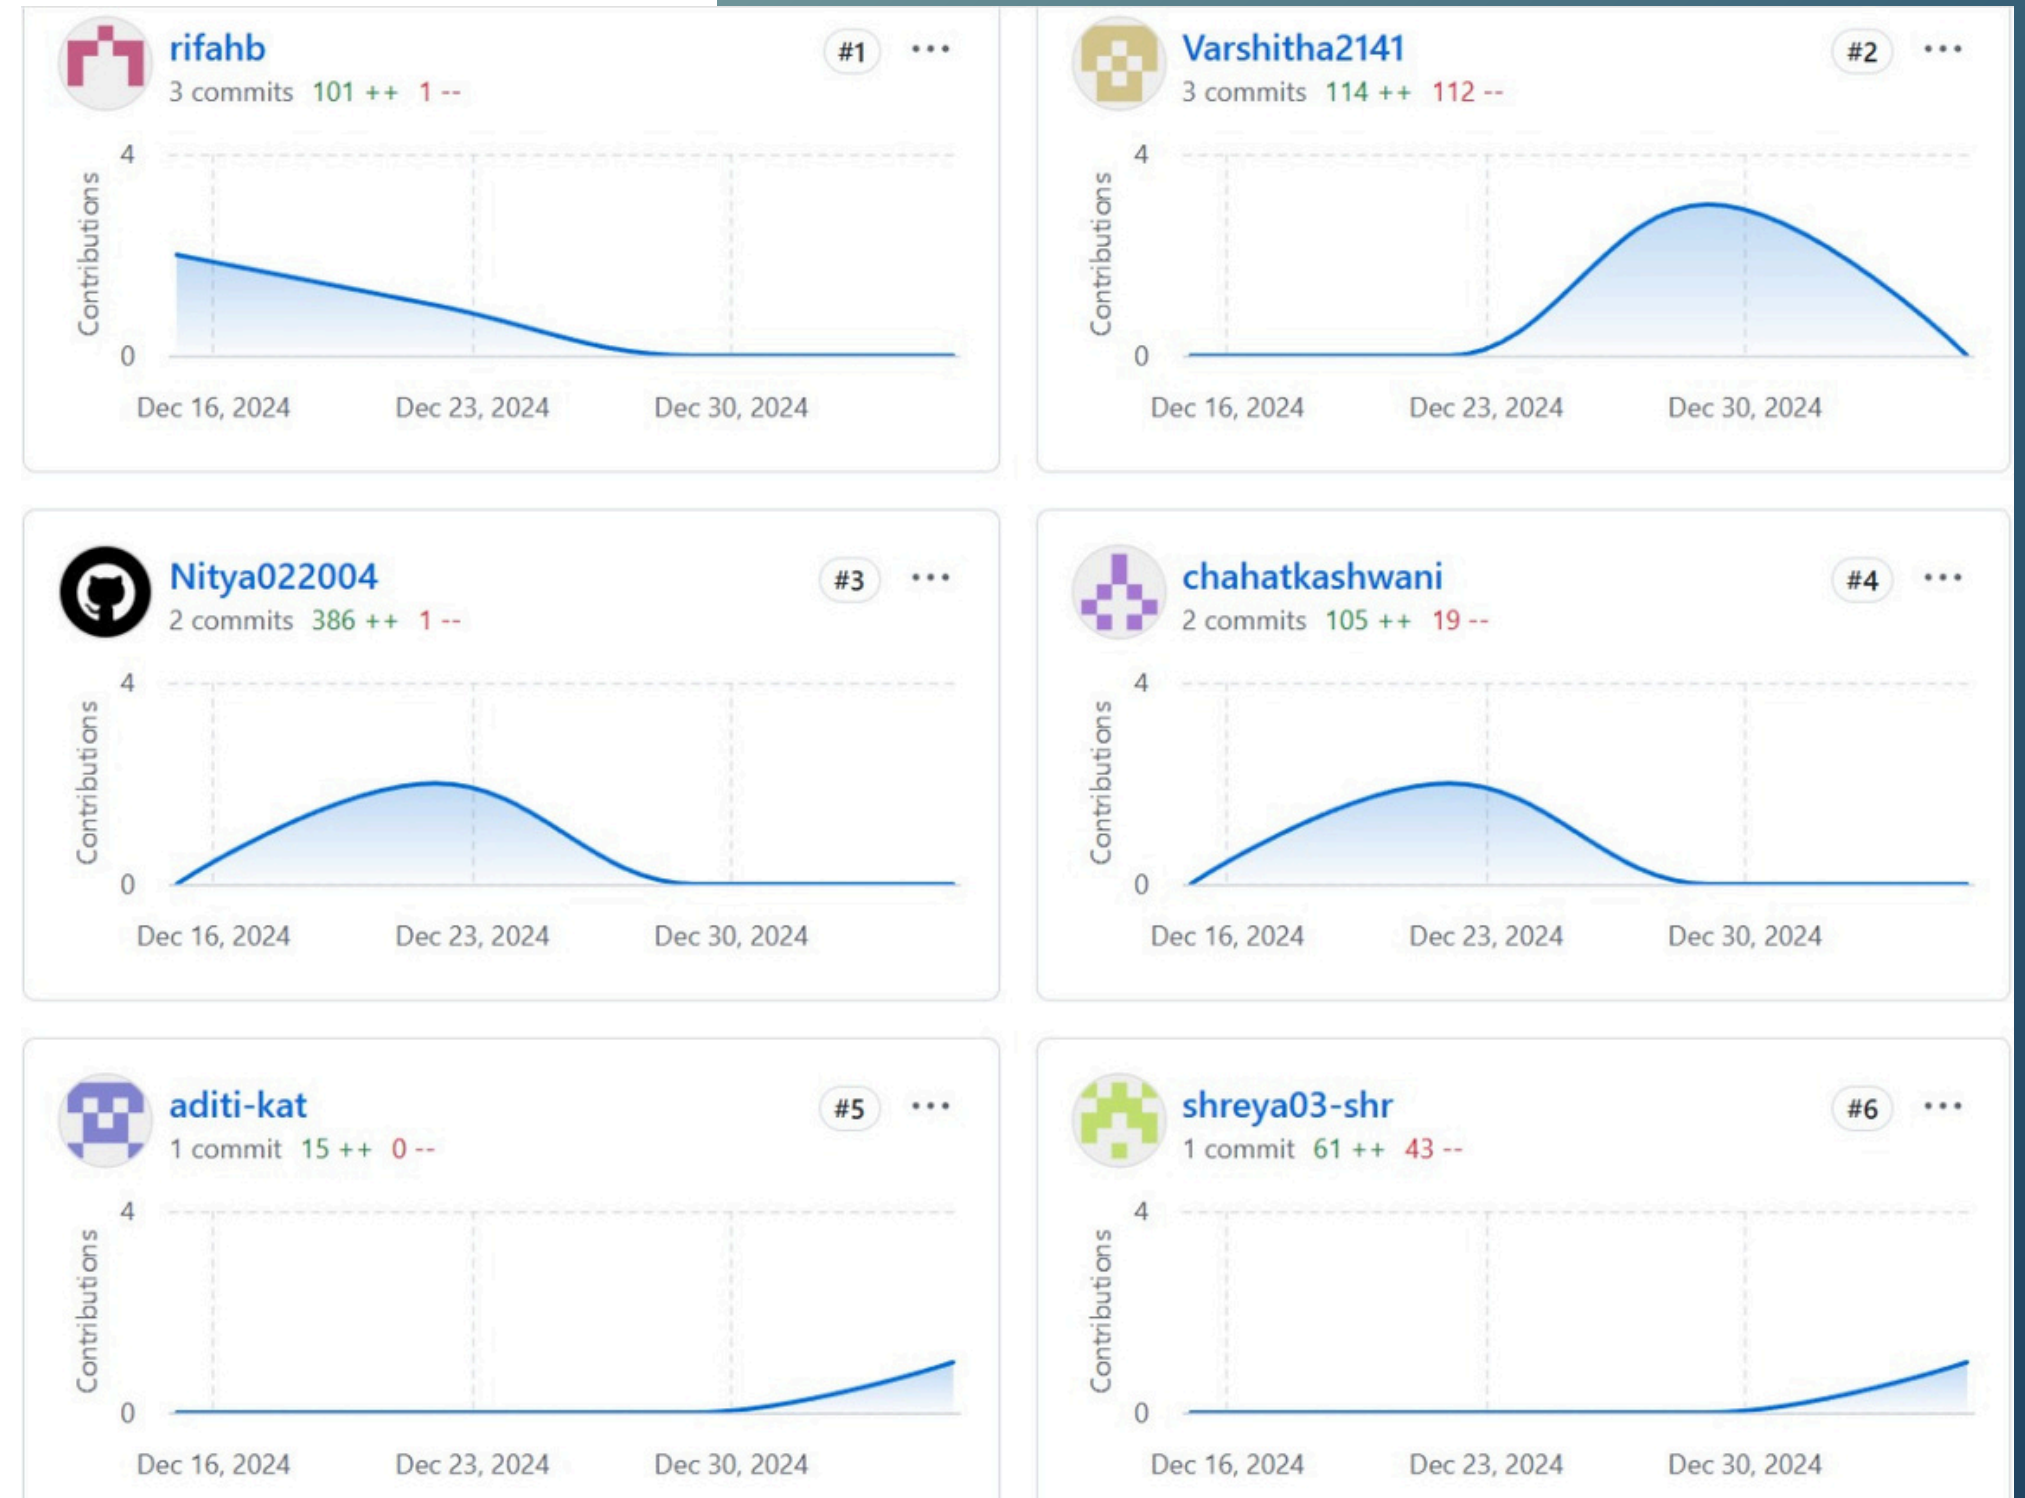 rifahb
#1
3 commits 101 ++ 1 --
4
Contributions
0
Dec 16, 2024 Dec 23, 2024 Dec 30, 2024
Varshitha2141
#2
3 commits 114 ++ 112 --
4
Contributions
0
Dec 16, 2024 Dec 23, 2024 Dec 30, 2024
Nitya022004
#3
2 commits 386 ++ 1 --
4
Contributions
0
Dec 16, 2024 Dec 23, 2024 Dec 30, 2024
chahatkashwani
#4
2 commits 105 ++ 19 --
4
Contributions
0
Dec 16, 2024 Dec 23, 2024 Dec 30, 2024
aditi-kat
#5
1 commit 15 ++ 0 --
4
Contributions
0
Dec 16, 2024 Dec 23, 2024 Dec 30, 2024
shreya03-shr
#6
1 commit 61 ++ 43 --
4
Contributions
0
Dec 16, 2024 Dec 23, 2024 Dec 30, 2024